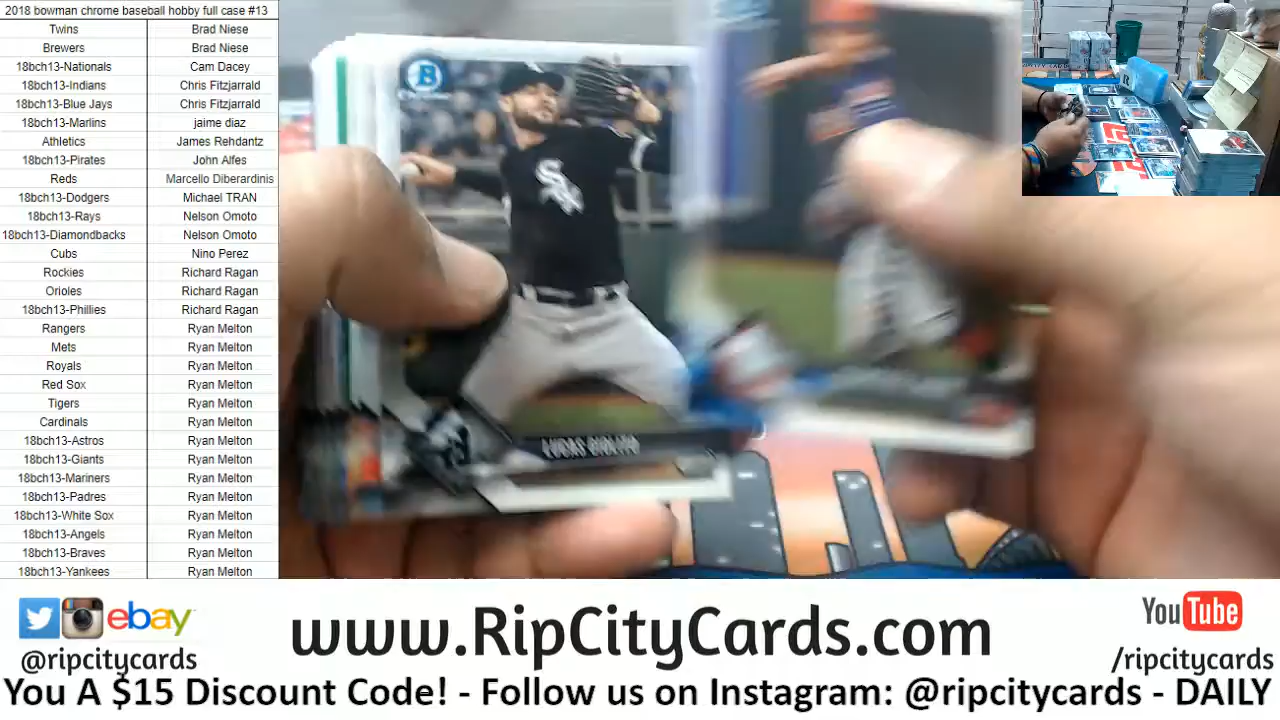 2018 bowman chrome baseball hobby full case #13
Twins Brad Niese
Brewers Brad Niese
18bch13-Nationals Cam Dacey
18bch13-Indians Chris Fitzjarrald
18bch13-Blue Jays Chris Fitzjarrald
18bch13-Marlins jaime diaz
Athletics James Rehdantz
18bch13-Pirates John Alfes
Reds Marcello Diberardinis
18bch13-Dodgers Michael TRAN
18bch13-Rays Nelson Omoto
18bch13-Diamondbacks Nelson Omoto
Cubs Nino Perez
Rockies Richard Ragan
Orioles Richard Ragan
18bch13-Phillies Richard Ragan
Rangers Ryan Melton
Mets Ryan Melton
Royals Ryan Melton
Red Sox Ryan Melton
Tigers Ryan Melton
Cardinals Ryan Melton
18bch13-Astros Ryan Melton
18bch13-Giants Ryan Melton
18bch13-Mariners Ryan Melton
18bch13-Padres Ryan Melton
18bch13-White Sox Ryan Melton
18bch13-Angels Ryan Melton
18bch13-Braves Ryan Melton
18bch13-Yankees Ryan Melton
B
SOX
LUCAS GIOLITO
ebay
@ripcitycards
www.RipCityCards.com
YouTube
/ripcitycards
You A $15 Discount Code! - Follow us on Instagram: @ripcitycards - DAILY